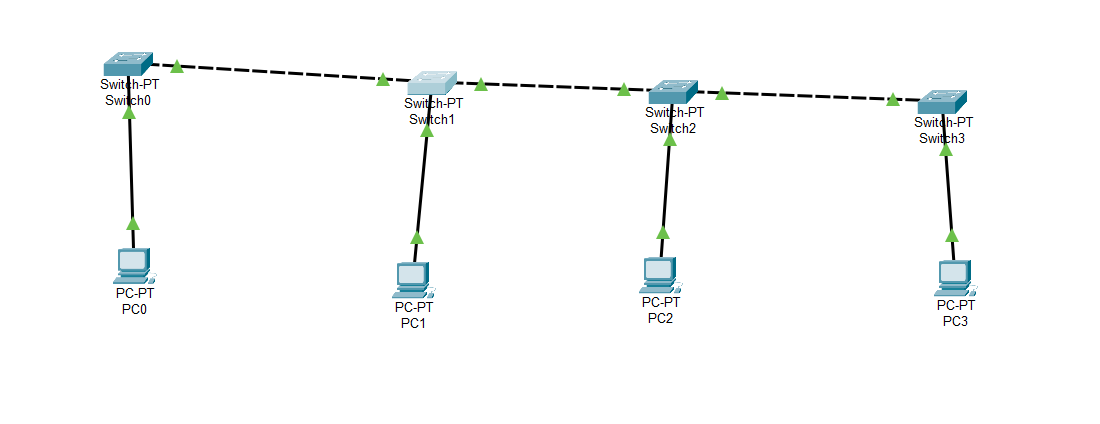 Switch-PT
Switch0
Switch-PT
Switch1
Switch-PT
Switch2
Switch-PT
Switch3
PC-PT
PC0
PC-PT
PC1
PC-PT
PC2
PC-PT
PC3